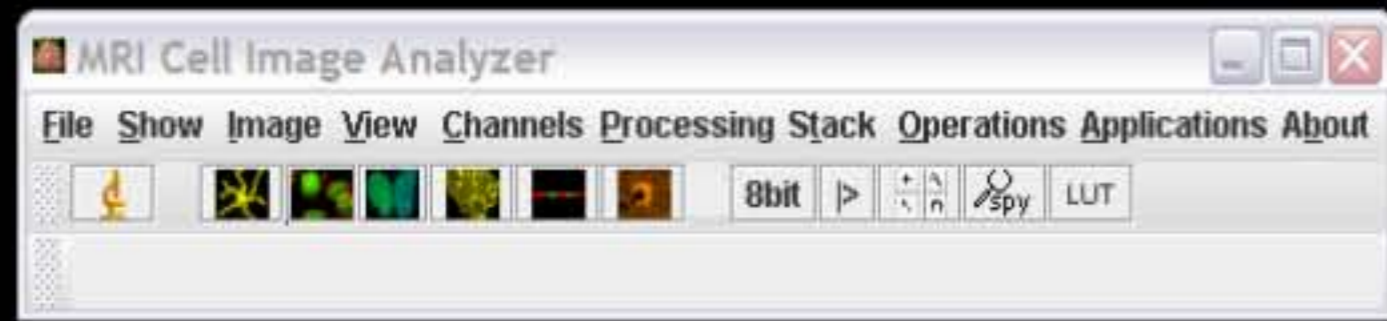 MRI Cell Image Analyzer
File Show Image View Channels Processing Stack Operations Applications About
8bit |> spy LUT